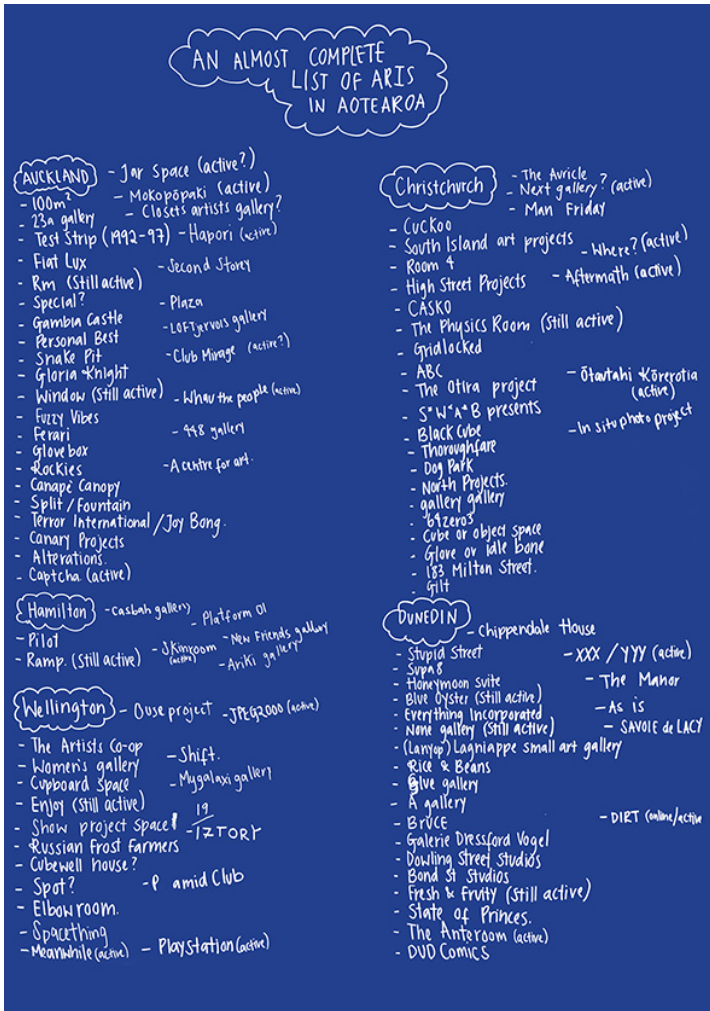 AN ALMOST COMPLETE
LIST OF ARIS
IN AOTEAROA
AUCKLAND
- Jar Space (active?)
- Mokopōpaki (active)
- Closets artists gallery?
- 100m²
- 23a gallery
- Test Strip (1992-97)
- Hapori (active)
- Fiat Lux
- Second Storey
- Rm (Still active)
- Special?
- Plaza
- Gambia Castle
- LOFTjervois gallery
- Personal Best
- Snake Pit
- Club Mirage (active?)
- Gloria Knight
- Window (Still active)
- Whau the people (active)
- Fuzzy Vibes
- Ferari
- 448 gallery
- Glovebox
- Rockies
- A centre for art.
- Canapé Canopy
- Split/Fountain
- Terror International/Joy Bong.
- Canary Projects
- Alterations.
- Captcha (active)
Hamilton
- Casbah gallery
- Platform 01
- Pilot
- New Friends gallery
- Ramp. (Still active)
- Skinroom (active)
- Ariki gallery
Wellington
- Ouse project
- JPEG2000 (active)
- The Artists Co-op
- Shift.
- Women's gallery
- Mygalaxi gallery
- Cupboard space
- Enjoy (Still active)
- Show project space
19/
- 17TORY
- Russian Frost Farmers
- Cubewell house?
- Spot?
- P amid Club
- Elbowroom.
- Spacething
- Meanwhile (active)
- Playstation (active)
Christchurch
- The Auricle
- Next gallery? (active)
- Man Friday
- Cuckoo
- South Island art projects
- Where? (active)
- Room 4
- High Street Projects
- Aftermath (active)
- CASKO
- The Physics Room (Still active)
- Gridlocked
- ABC
- Ōtautahi Kōrerotia
(active)
- The Otira project
- S*W*A*B presents
- In situ photo project
- Black Cube
- Thoroughfare
- Dog Park
- North Projects.
- gallery gallery
- 69zero3
- Cube or object space
- Glove or idle bone
- 183 Milton Street.
- Gilt
DUNEDIN
- Chippendale House
- Stupid Street
- XXX / YYY (active)
- Supa8
- Honeymoon suite
- The Manor
- Blue Oyster (Still active)
- Everything Incorporated
- As is
- None gallery (Still active)
- SAVOIE de LACY
- (Lanyop) Lagniappe small art gallery
- Rice & Beans
- Glue gallery
- A gallery
- BRUCE
- DIRT (online/active
- Galerie Dressford Vogel
- Dowling Street Studios
- Bond St Studios
- Fresh & Fruity (Still active)
- State of Princes.
- The Anteroom (active)
- DUD Comics